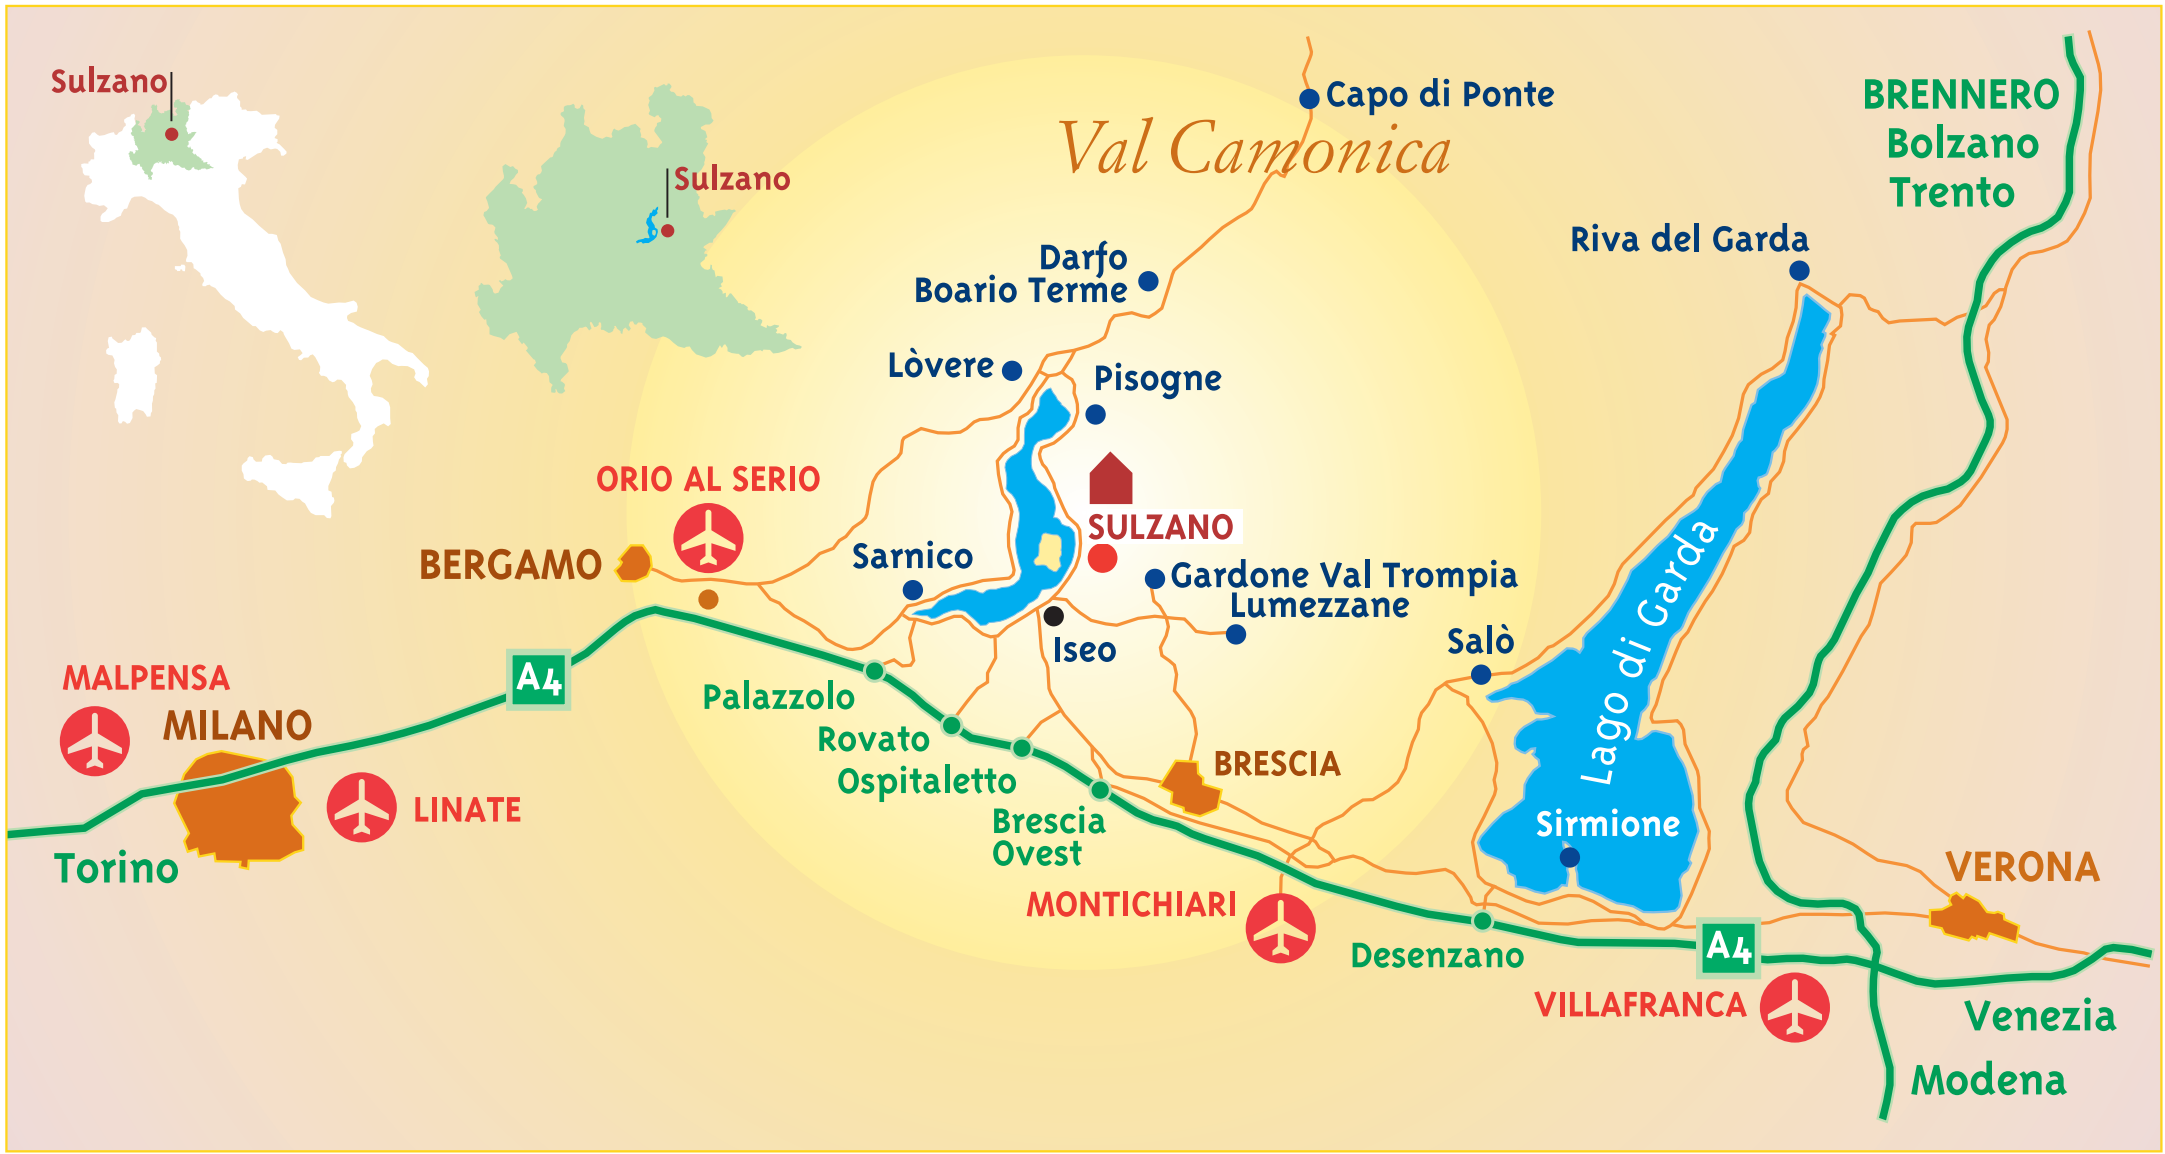 Sulzano
Sulzano
Capo di Ponte
Val Camonica
BRENNERO
Bolzano
Trento
Riva del Garda
Darfo
Boario Terme
Lòvere
Pisogne
ORIO AL SERIO
SULZANO
BERGAMO
Sarnico
Gardone Val Trompia
Lumezzane
Iseo
Salò
Lago di Garda
MALPENSA
A4
MILANO
Palazzolo
Rovato
Ospitaletto
BRESCIA
LINATE
Brescia
Ovest
Sirmione
Torino
VERONA
MONTICHIARI
Desenzano
A4
VILLAFRANCA
Venezia
Modena